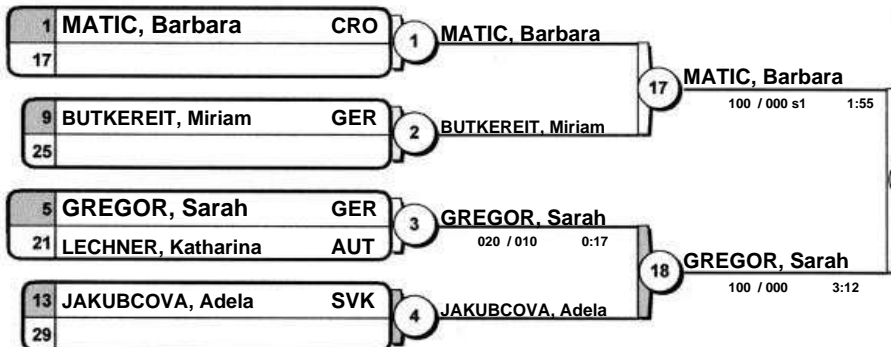 1 MATIC, Barbara CRO
17
1 MATIC, Barbara
17 MATIC, Barbara
100 / 000 s1 1:55
9 BUTKEREIT, Miriam GER
25
2 BUTKEREIT, Miriam
5 GREGOR, Sarah GER
21 LECHNER, Katharina AUT
3 GREGOR, Sarah
020 / 010 0:17
18 GREGOR, Sarah
100 / 000 3:12
13 JAKUBCOVA, Adela SVK
29
4 JAKUBCOVA, Adela